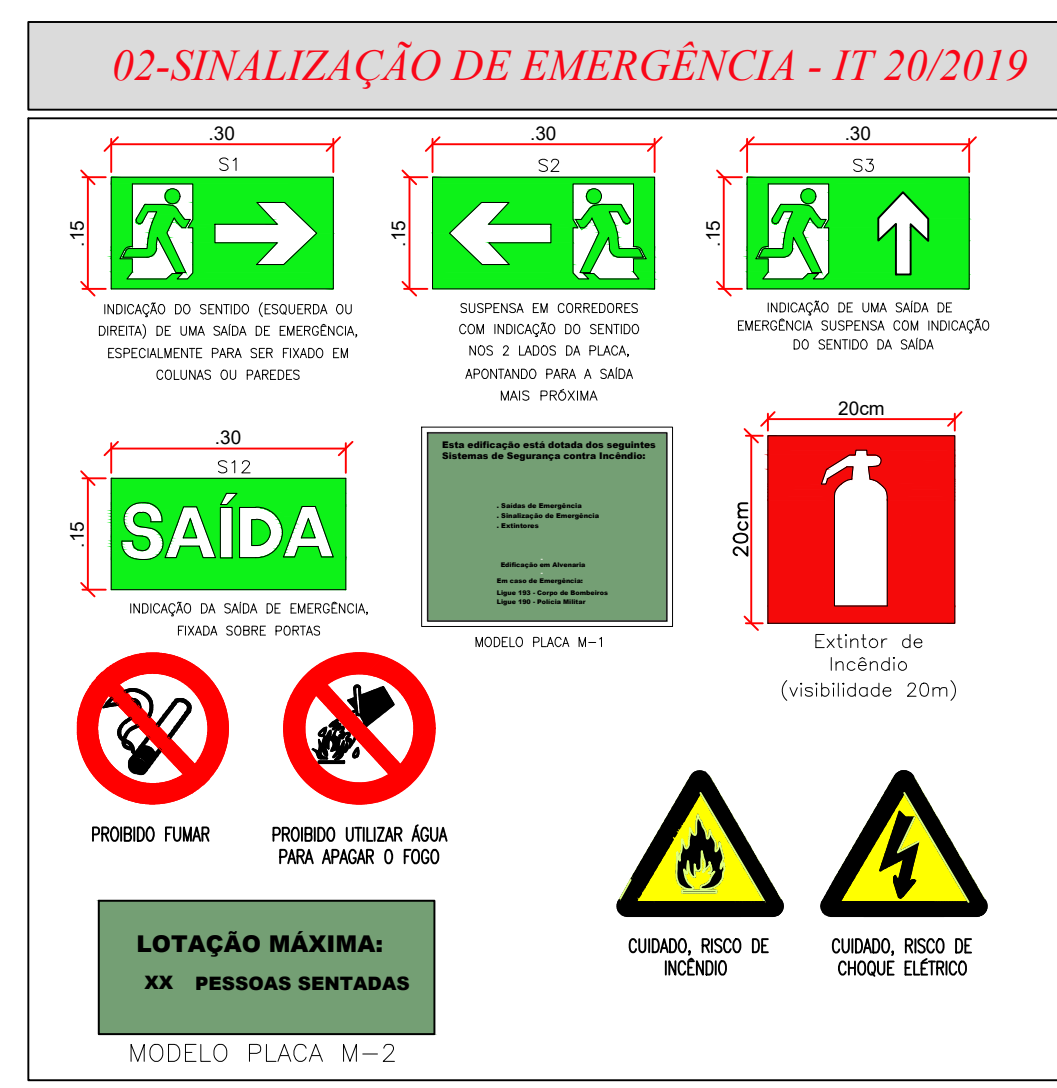 02-SINALIZAÇÃO DE EMERGÊNCIA - IT 20/2019
.30
S1
.15
INDICAÇÃO DO SENTIDO (ESQUERDA OU
DIREITA) DE UMA SAÍDA DE EMERGÊNCIA,
ESPECIALMENTE PARA SER FIXADO EM
COLUNAS OU PAREDES
.30
S2
.15
SUSPENSA EM CORREDORES
COM INDICAÇÃO DO SENTIDO
NOS 2 LADOS DA PLACA,
APONTANDO PARA A SAÍDA
MAIS PRÓXIMA
.30
S3
.15
INDICAÇÃO DE UMA SAÍDA DE
EMERGÊNCIA SUSPENSA COM INDICAÇÃO
DO SENTIDO DA SAÍDA
.30
S12
.15
SAÍDA
INDICAÇÃO DA SAÍDA DE EMERGÊNCIA,
FIXADA SOBRE PORTAS
Esta edificação está dotada dos seguintes
Sistemas de Segurança contra Incêndio:
. Saídas de Emergência
. Sinalização de Emergência
. Extintores
Edificação em Alvenaria
Em caso de Emergência:
Ligue 193 - Corpo de Bombeiros
Ligue 190 - Polícia Militar
MODELO PLACA M-1
20cm
20cm
Extintor de
Incêndio
(visibilidade 20m)
PROIBIDO FUMAR
PROIBIDO UTILIZAR ÁGUA
PARA APAGAR O FOGO
CUIDADO, RISCO DE
INCÊNDIO
CUIDADO, RISCO DE
CHOQUE ELÉTRICO
LOTAÇÃO MÁXIMA:
XX PESSOAS SENTADAS
MODELO PLACA M-2